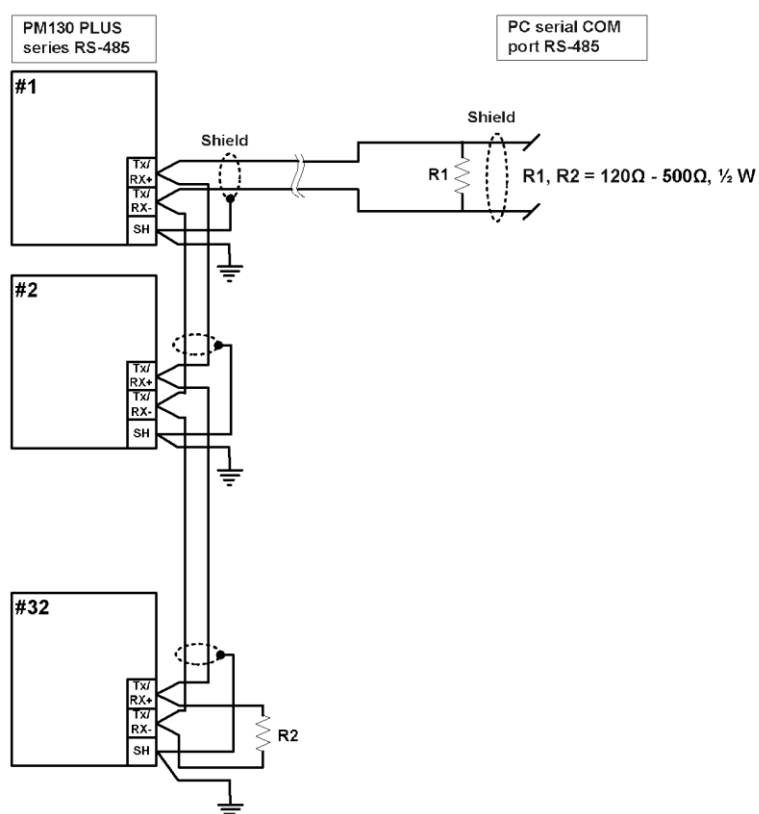 PM130 PLUS
series RS-485
PC serial COM
port RS-485
#1
Shield
Shield
Tx/
RX+
Tx/
RX-
SH
R1
R1, R2 = 120Ω - 500Ω, ½ W
#2
Tx/
RX+
Tx/
RX-
SH
#32
Tx/
RX+
Tx/
RX-
SH
R2